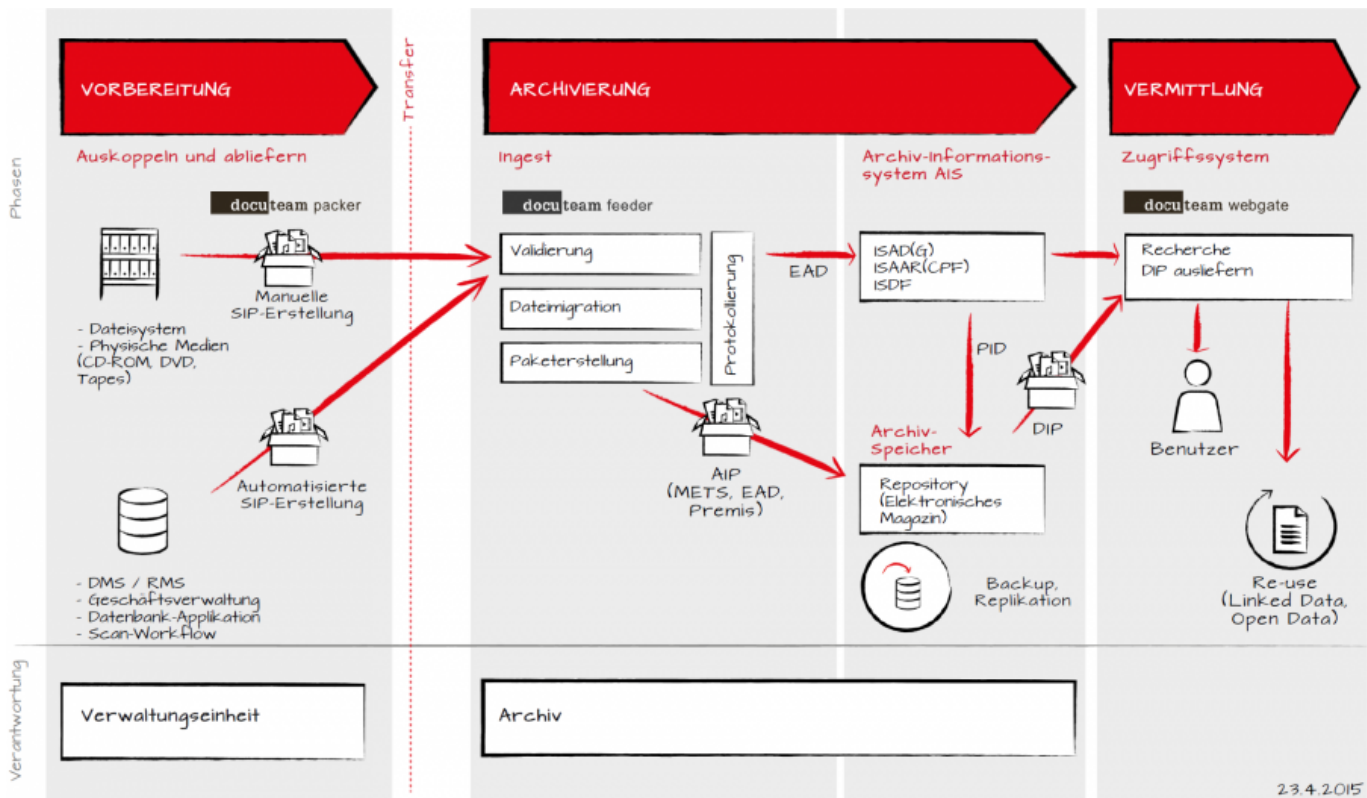 VORBEREITUNG
Transfer
ARCHIVIERUNG
VERMITTLUNG
Phasen
Auskoppeln und abliefern
Ingest
Archiv-Informations-
system AIS
Zugriffssystem
docuteam packer
docuteam feeder
docuteam webgate
Manuelle
SIP-Erstellung
- Dateisystem
- Physische Medien
(CD-ROM, DVD,
Tapes)
Automatisierte
SIP-Erstellung
- DMS / RMS
- Geschäftsverwaltung
- Datenbank-Applikation
- Scan-Workflow
Validierung
Dateimigration
Paketerstellung
Protokollierung
EAD
AIP
(METS, EAD,
Premis)
ISAD(G)
ISAAR(CPF)
ISDF
PID
DIP
Archiv-
Speicher
Repository
(Elektronisches
Magazin)
Backup,
Replikation
Recherche
DIP ausliefern
Benutzer
Re-use
(Linked Data,
Open Data)
Verantwortung
Verwaltungseinheit
Archiv
23.4.2015